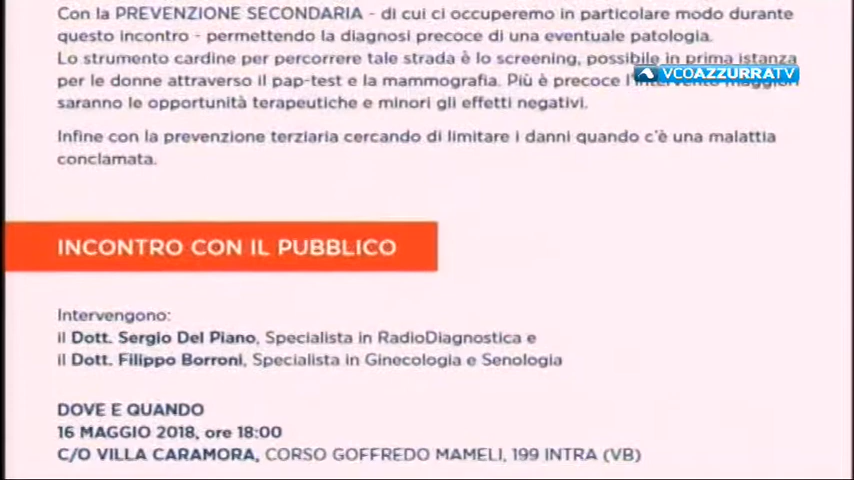 Con la PREVENZIONE SECONDARIA - di cui ci occuperemo in particolare modo durante
questo incontro - permettendo la diagnosi precoce di una eventuale patologia.
Lo strumento cardine per percorrere tale strada è lo screening, possibile in prima istanza
per le donne attraverso il pap-test e la mammografia. Più è precoce l'intervento maggiori
VCOAZZURRATV
saranno le opportunità terapeutiche e minori gli effetti negativi.
Infine con la prevenzione terziaria cercando di limitare i danni quando c'è una malattia
conclamata.
INCONTRO CON IL PUBBLICO
Intervengono:
il Dott. Sergio Del Piano, Specialista in RadioDiagnostica e
il Dott. Filippo Borroni, Specialista in Ginecologia e Senologia
DOVE E QUANDO
16 MAGGIO 2018, ore 18:00
C/O VILLA CARAMORA, CORSO GOFFREDO MAMELI, 199 INTRA (VB)